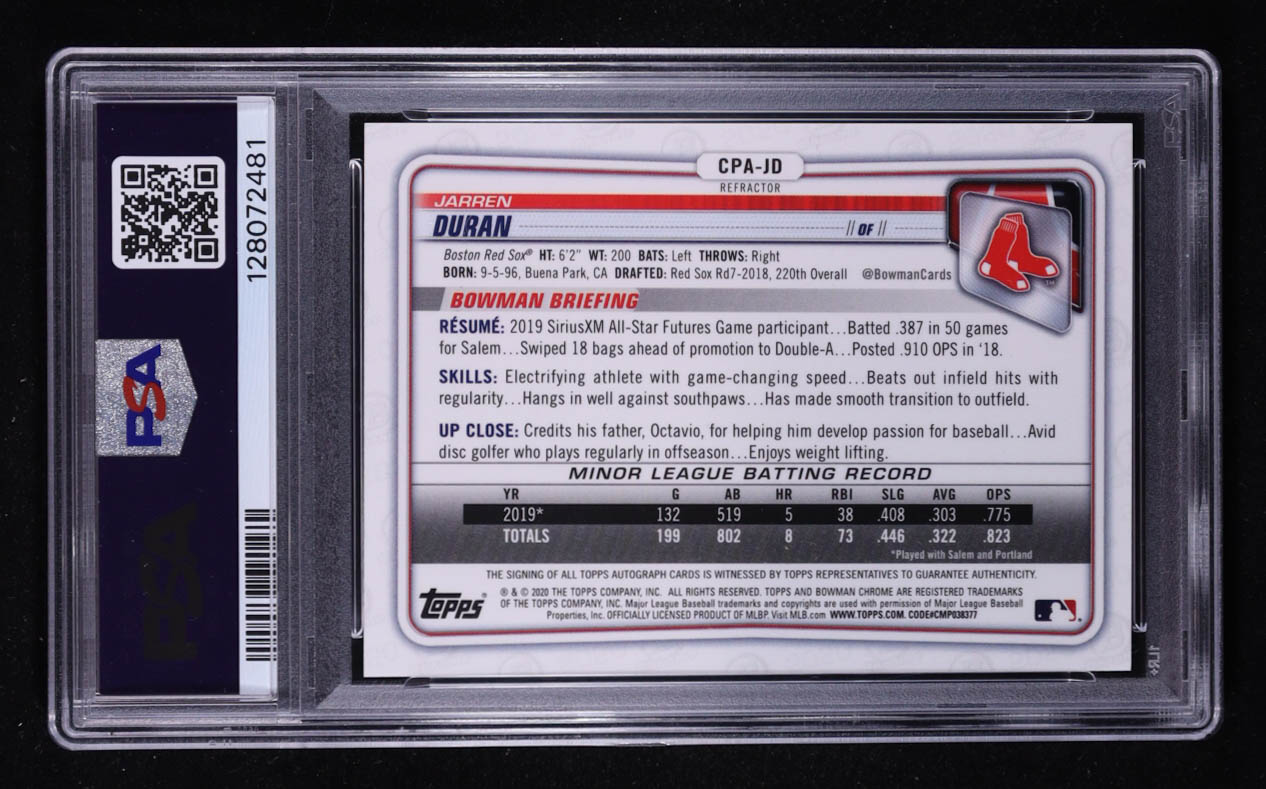 CPA-JD
REFRACTOR
JARREN
DURAN
// OF //
Boston Red Sox® HT: 6'2" WT: 200 BATS: Left THROWS: Right
BORN: 9-5-96, Buena Park, CA DRAFTED: Red Sox Rd7-2018, 220th Overall @BowmanCards
BOWMAN BRIEFING
RÉSUMÉ: 2019 SiriusXM All-Star Futures Game participant...Batted .387 in 50 games
for Salem...Swiped 18 bags ahead of promotion to Double-A...Posted .910 OPS in '18.
SKILLS: Electrifying athlete with game-changing speed...Beats out infield hits with
regularity...Hangs in well against southpaws...Has made smooth transition to outfield.
UP CLOSE: Credits his father, Octavio, for helping him develop passion for baseball...Avid
disc golfer who plays regularly in offseason...Enjoys weight lifting.
MINOR LEAGUE BATTING RECORD
YR G AB HR RBI SLG AVG OPS
2019* 132 519 5 38 .408 .303 .775
TOTALS 199 802 8 73 .446 .322 .823
*Played with Salem and Portland
THE SIGNING OF ALL TOPPS AUTOGRAPH CARDS IS WITNESSED BY TOPPS REPRESENTATIVES TO GUARANTEE AUTHENTICITY.
Topps®
® & © 2020 THE TOPPS COMPANY, INC. ALL RIGHTS RESERVED. TOPPS AND BOWMAN CHROME ARE REGISTERED TRADEMARKS
OF THE TOPPS COMPANY, INC. Major League Baseball trademarks and copyrights are used with permission of Major League Baseball
Properties, Inc. OFFICIALLY LICENSED PRODUCT OF MLBP. Visit MLB.com WWW.TOPPS.COM. CODE#CMP038377
128072481
PSA
PSA
PSA
1LIR+